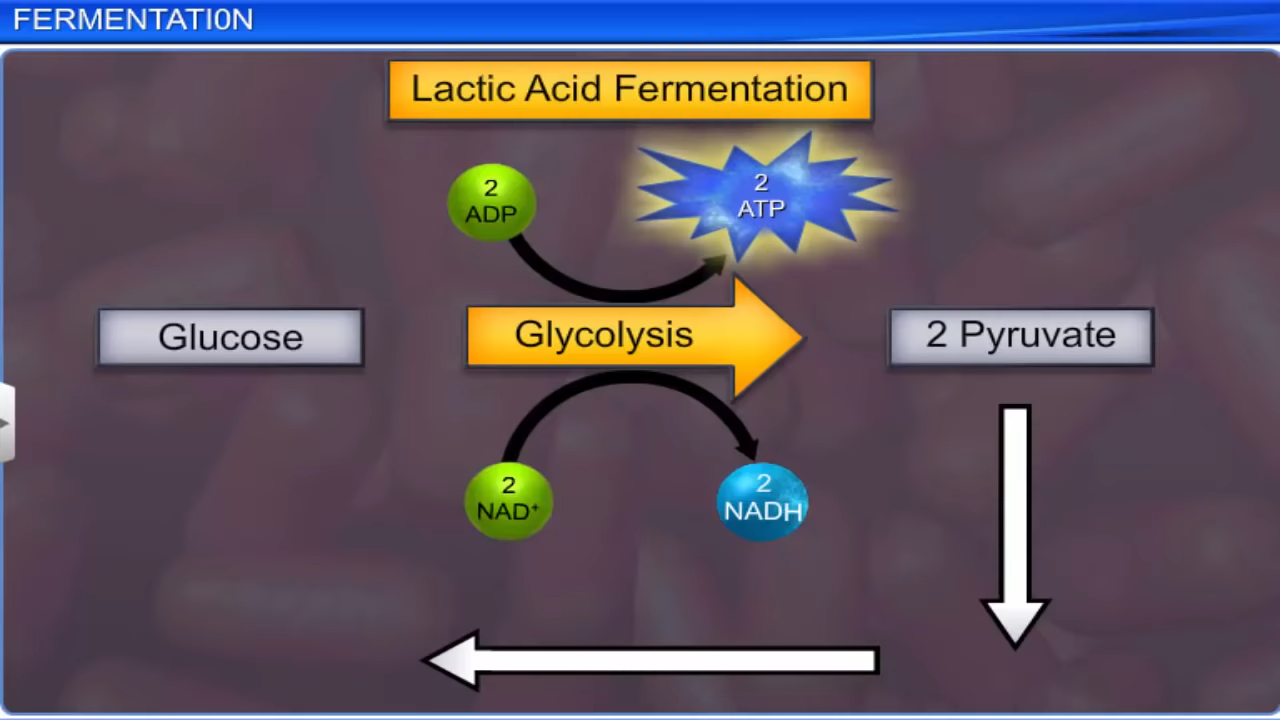 FERMENTATI0N
Lactic Acid Fermentation
2
ADP
2
ATP
Glucose
Glycolysis
2 Pyruvate
2
NAD⁺
2
NADH